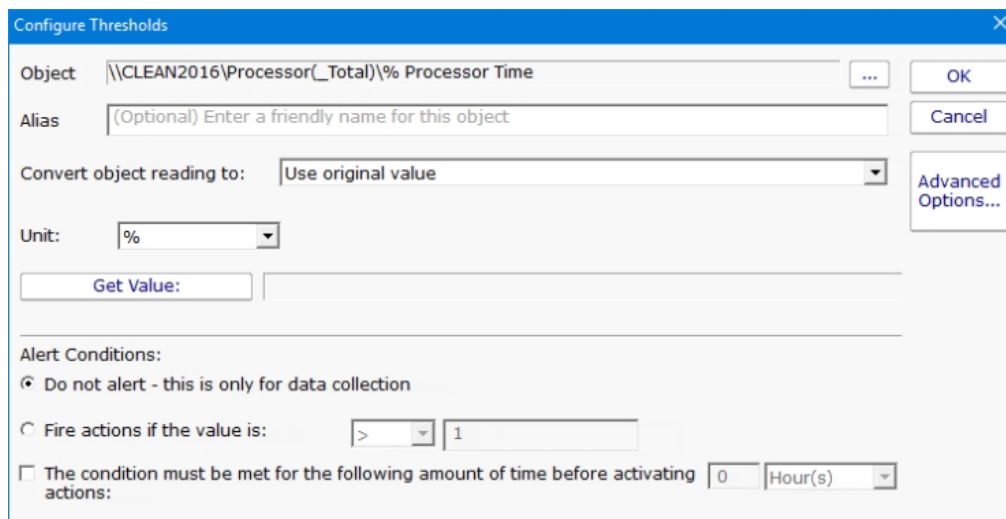 Configure Thresholds
Object \\CLEAN2016\Processor(_Total)\% Processor Time ... OK
Alias (Optional) Enter a friendly name for this object Cancel
Convert object reading to: Use original value
Advanced
Options...
Unit: %
Get Value:
Alert Conditions:
Do not alert - this is only for data collection
Fire actions if the value is: > 1
The condition must be met for the following amount of time before activating 0 Hour(s)
actions: